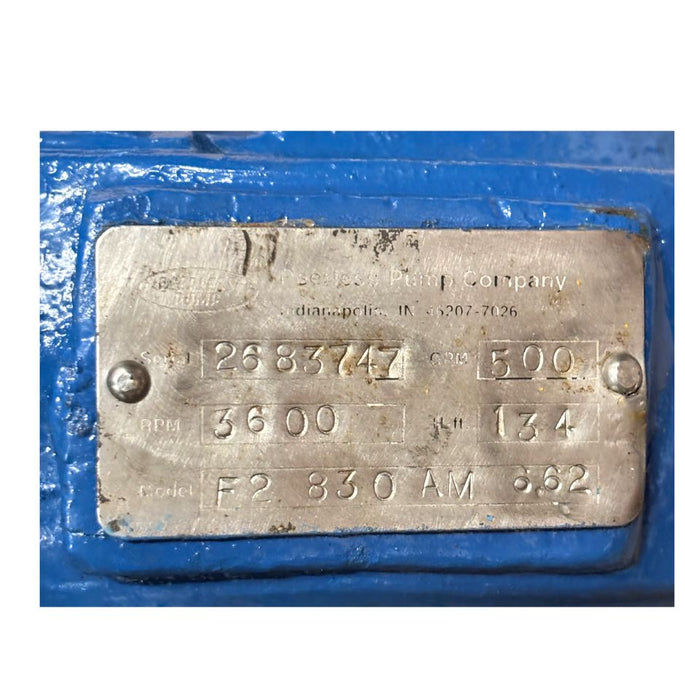 PUMP
Peerless Pump Company
Indianapolis, IN 46207-7026
Serial 2683747 GPM 500
RPM 3600 H.ft 134
Model F2 830 AM 6.62